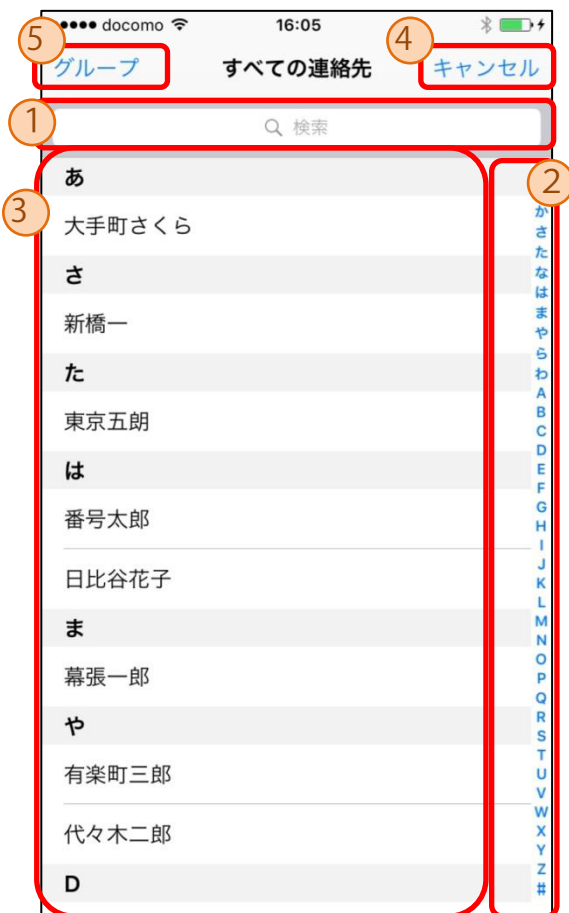 docomo 16:05
5 4
グループ すべての連絡先 キャンセル
1
検索
2
3
あ
大手町さくら
さ
新橋一
た
東京五朗
は
番号太郎
日比谷花子
ま
幕張一郎
や
有楽町三郎
代々木二郎
D
か
さ
た
な
は
ま
や
ら
わ
A
B
C
D
E
F
G
H
I
J
K
L
M
N
O
P
Q
R
S
T
U
V
W
X
Y
Z
#